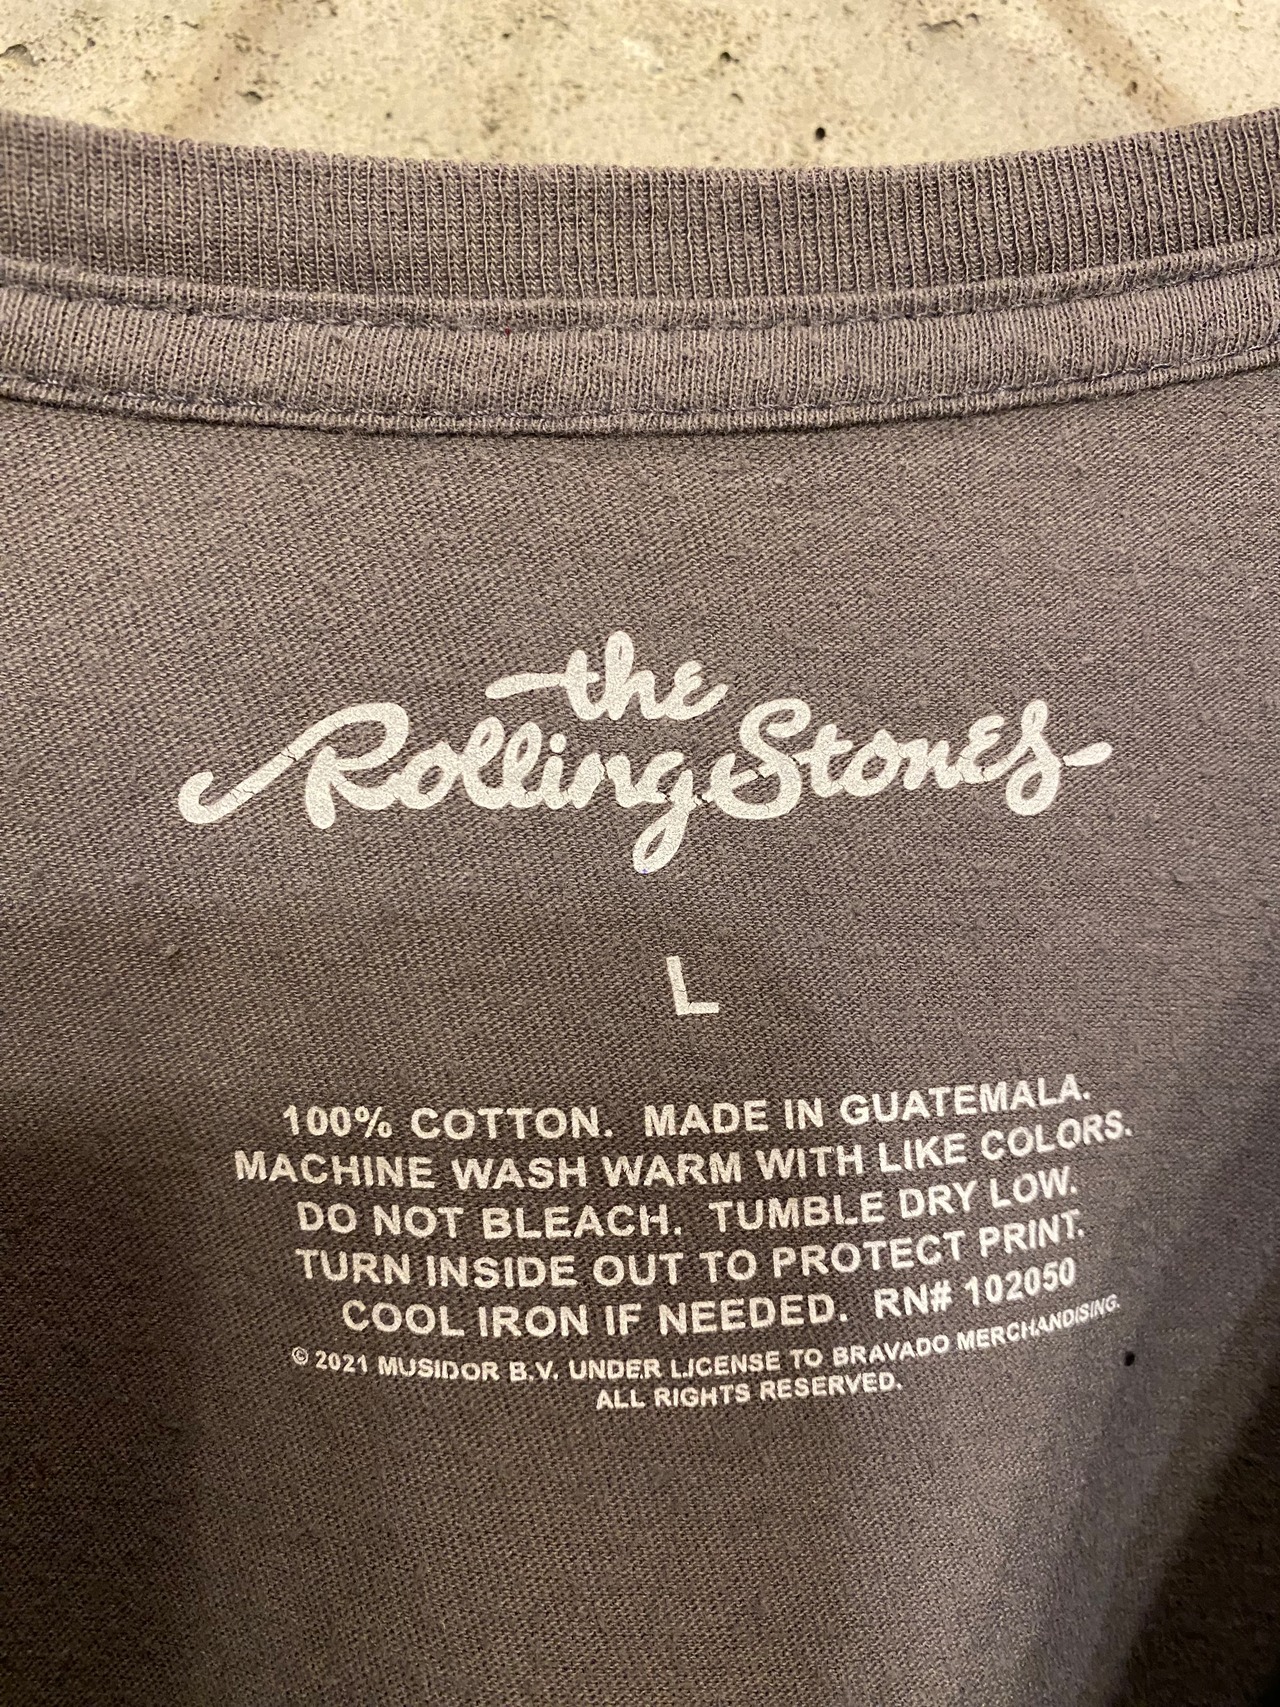 the
Rolling Stones
L
100% COTTON. MADE IN GUATEMALA.
MACHINE WASH WARM WITH LIKE COLORS.
DO NOT BLEACH. TUMBLE DRY LOW.
TURN INSIDE OUT TO PROTECT PRINT.
COOL IRON IF NEEDED. RN# 102050
© 2021 MUSIDOR B.V. UNDER LICENSE TO BRAVADO MERCHANDISING.
ALL RIGHTS RESERVED.